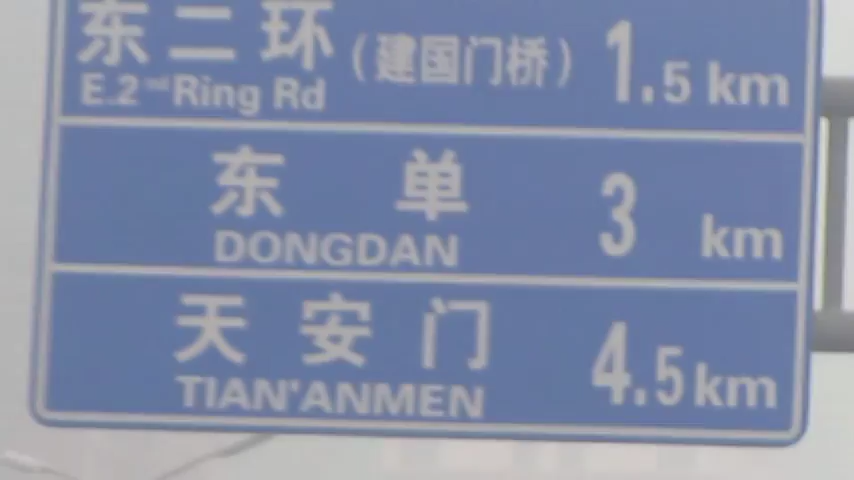 东二环（建国门桥） 1.5 km
E.2nd Ring Rd
东单 3 km
DONGDAN
天安门 4.5 km
TIAN'ANMEN